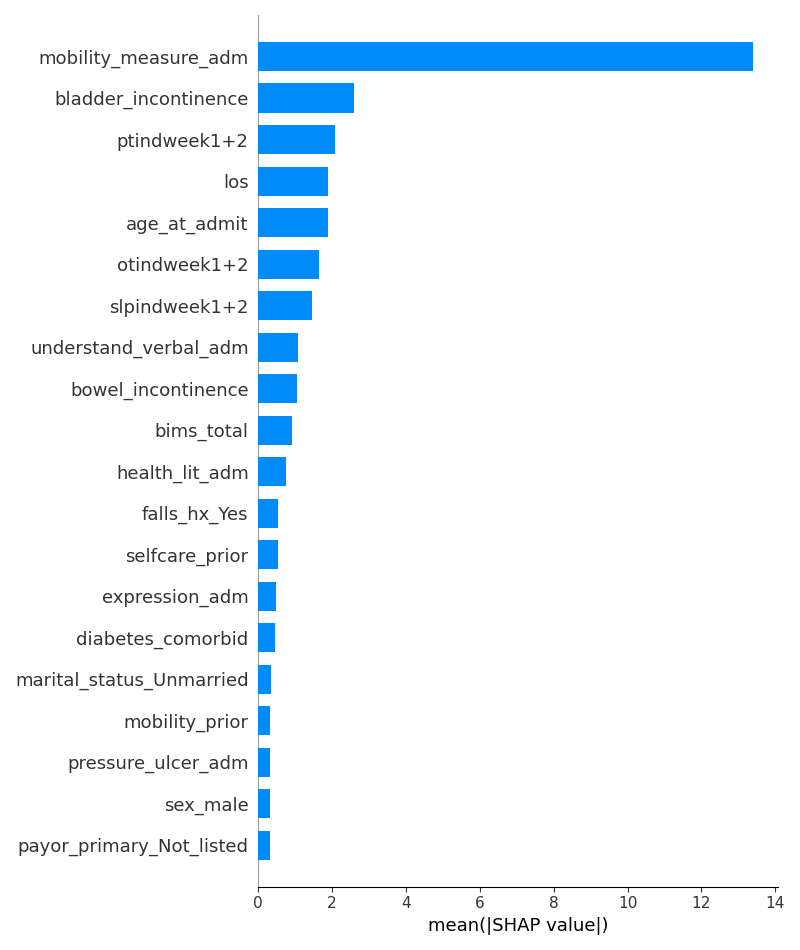 mobility_measure_adm
bladder_incontinence
ptindweek1+2
los
age_at_admit
otindweek1+2
slpindweek1+2
understand_verbal_adm
bowel_incontinence
bims_total
health_lit_adm
falls_hx_Yes
selfcare_prior
expression_adm
diabetes_comorbid
marital_status_Unmarried
mobility_prior
pressure_ulcer_adm
sex_male
payor_primary_Not_listed
0 2 4 6 8 10 12 14
mean(|SHAP value|)